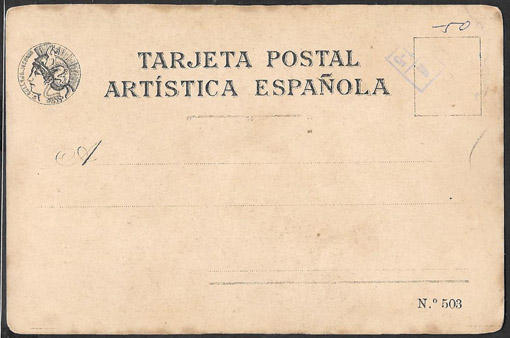 -50
TARJETA POSTAL
ARTÍSTICA ESPAÑOLA
A
N.º 503